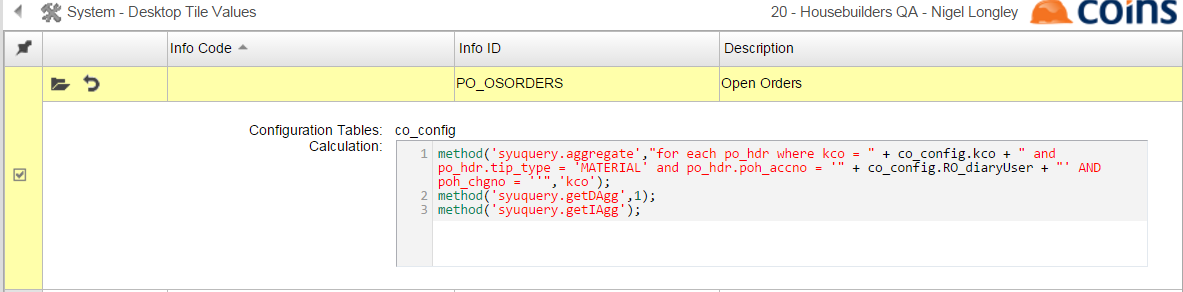 System - Desktop Tile Values
20 - Housebuilders QA - Nigel Longley
coins
Info Code
Info ID
Description
PO_OSORDERS
Open Orders
Configuration Tables: co_config
Calculation:
1 method('syuquery.aggregate',"for each po_hdr where kco = " + co_config.kco + " and
po_hdr.tip_type = 'MATERIAL' and po_hdr.poh_accno = '" + co_config.RO_diaryUser + "' AND
poh_chgno = ''",'kco');
2 method('syuquery.getDAgg',1);
3 method('syuquery.getIAgg');